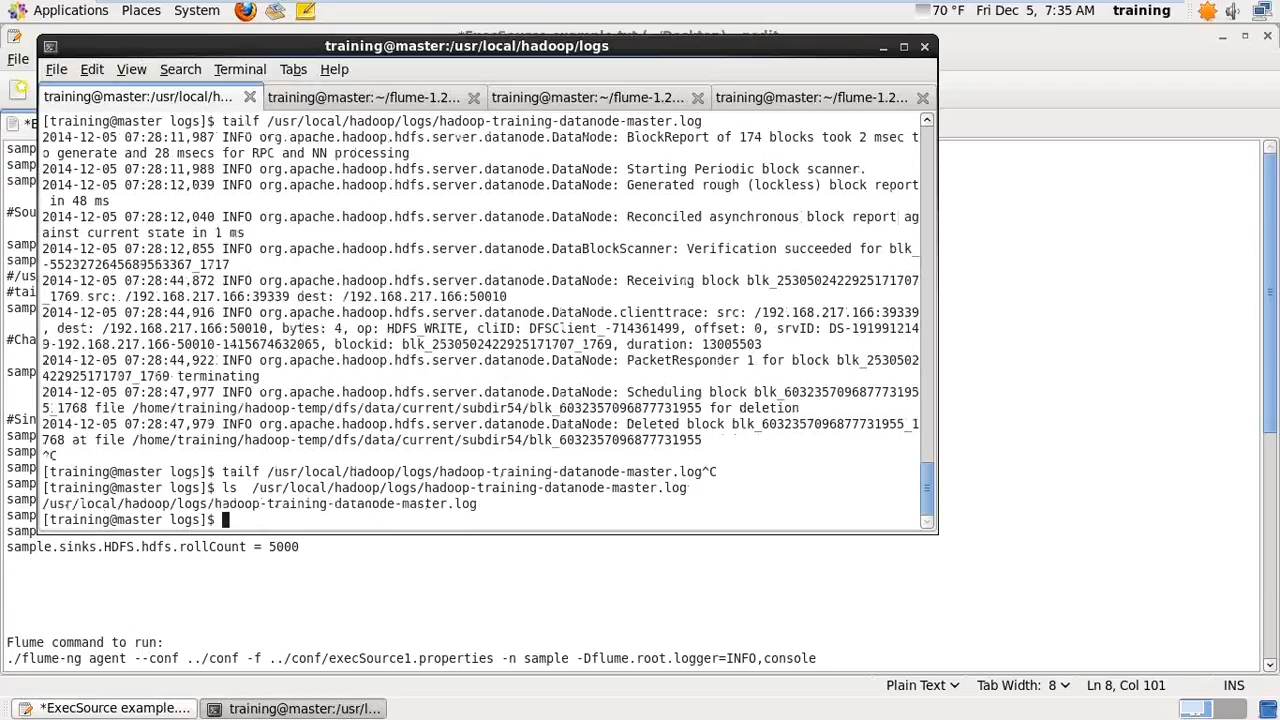 Applications Places System 70 °F Fri Dec 5, 7:35 AM training
training@master:/usr/local/hadoop/logs
File Edit View Search Terminal Tabs Help
training@master:/usr/local/h... training@master:~/flume-1.2... training@master:~/flume-1.2... training@master:~/flume-1.2...
[training@master logs]$ tailf /usr/local/hadoop/logs/hadoop-training-datanode-master.log
2014-12-05 07:28:11,987 INFO org.apache.hadoop.hdfs.server.datanode.DataNode: BlockReport of 174 blocks took 2 msec t
o generate and 28 msecs for RPC and NN processing
2014-12-05 07:28:11,988 INFO org.apache.hadoop.hdfs.server.datanode.DataNode: Starting Periodic block scanner.
2014-12-05 07:28:12,039 INFO org.apache.hadoop.hdfs.server.datanode.DataNode: Generated rough (lockless) block report
in 48 ms
2014-12-05 07:28:12,040 INFO org.apache.hadoop.hdfs.server.datanode.DataNode: Reconciled asynchronous block report ag
ainst current state in 1 ms
2014-12-05 07:28:12,055 INFO org.apache.hadoop.hdfs.server.datanode.DataBlockScanner: Verification succeeded for blk_
-5523272645689563367_1717
2014-12-05 07:28:44,872 INFO org.apache.hadoop.hdfs.server.datanode.DataNode: Receiving block blk_2530502422925171707
_1769 src: /192.168.217.166:39339 dest: /192.168.217.166:50010
2014-12-05 07:28:44,916 INFO org.apache.hadoop.hdfs.server.datanode.DataNode.clienttrace: src: /192.168.217.166:39339
, dest: /192.168.217.166:50010, bytes: 4, op: HDFS_WRITE, cliID: DFSClient_-714361499, offset: 0, srvID: DS-191991214
9-192.168.217.166-50010-1415674632065, blockid: blk_2530502422925171707_1769, duration: 13005503
2014-12-05 07:28:44,922 INFO org.apache.hadoop.hdfs.server.datanode.DataNode: PacketResponder 1 for block blk_2530502
422925171707_1769 terminating
2014-12-05 07:28:47,977 INFO org.apache.hadoop.hdfs.server.datanode.DataNode: Scheduling block blk_603235709687773195
5_1768 file /home/training/hadoop-temp/dfs/data/current/subdir54/blk_6032357096877731955 for deletion
2014-12-05 07:28:47,979 INFO org.apache.hadoop.hdfs.server.datanode.DataNode: Deleted block blk_6032357096877731955_1
768 at file /home/training/hadoop-temp/dfs/data/current/subdir54/blk_6032357096877731955
^C
[training@master logs]$ tailf /usr/local/hadoop/logs/hadoop-training-datanode-master.log^C
[training@master logs]$ ls /usr/local/hadoop/logs/hadoop-training-datanode-master.log
/usr/local/hadoop/logs/hadoop-training-datanode-master.log
[training@master logs]$
sample.sinks.HDFS.hdfs.rollCount = 5000
Flume command to run:
./flume-ng agent --conf ../conf -f ../conf/execSource1.properties -n sample -Dflume.root.logger=INFO,console
Plain Text Tab Width: 8 Ln 8, Col 101 INS
*ExecSource example.... training@master:/usr/l...